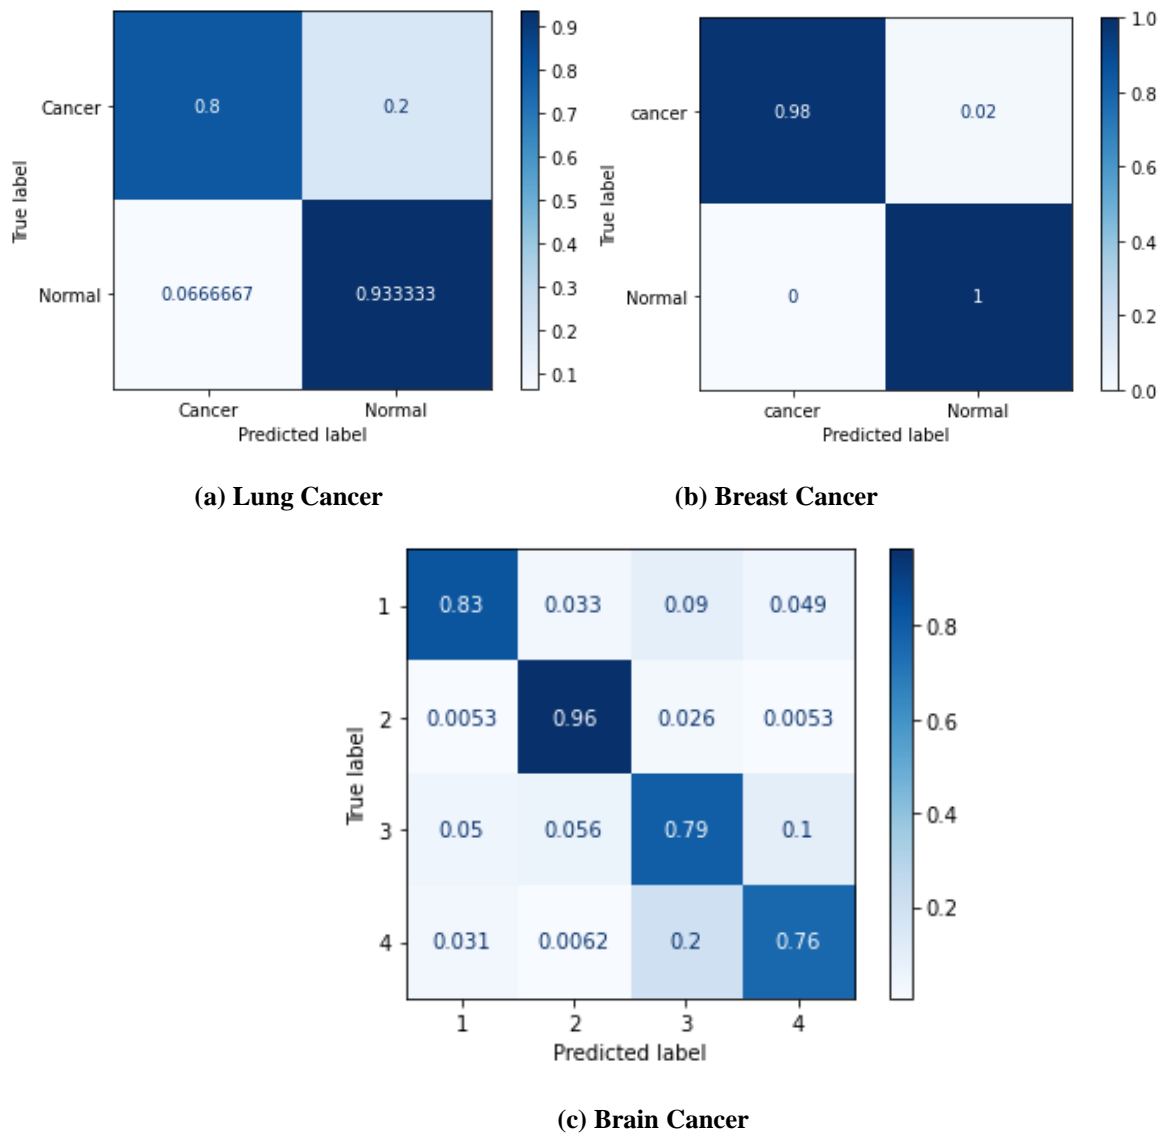 0.9
0.8
Cancer 0.8 0.2
0.7
0.6
0.5
0.4
Normal 0.0666667 0.933333
0.3
0.2
0.1
True label
Cancer Normal
Predicted label
1.0
cancer 0.98 0.02
0.8
0.6
0.4
Normal 0 1
0.2
0.0
True label
cancer Normal
Predicted label
(a) Lung Cancer
(b) Breast Cancer
1 0.83 0.033 0.09 0.049
2 0.0053 0.96 0.026 0.0053
3 0.05 0.056 0.79 0.1
4 0.031 0.0062 0.2 0.76
True label
1 2 3 4
Predicted label
0.8
0.6
0.4
0.2
(c) Brain Cancer